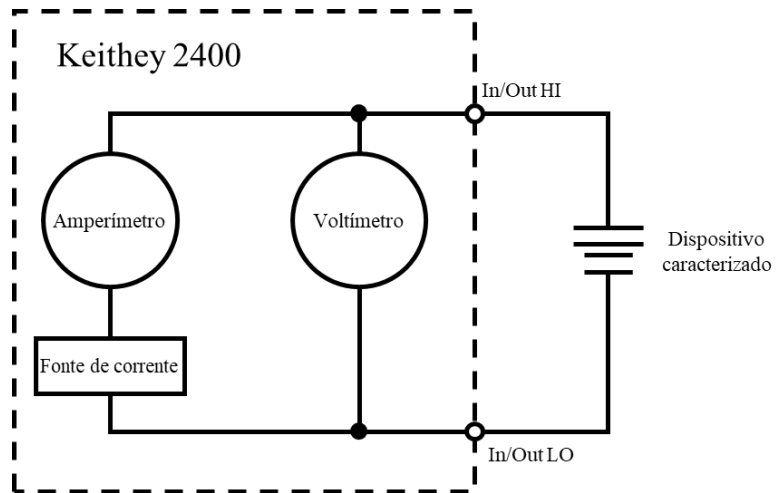 Keithey 2400
In/Out HI
Amperímetro
Voltímetro
Dispositivo
caracterizado
Fonte de corrente
In/Out LO